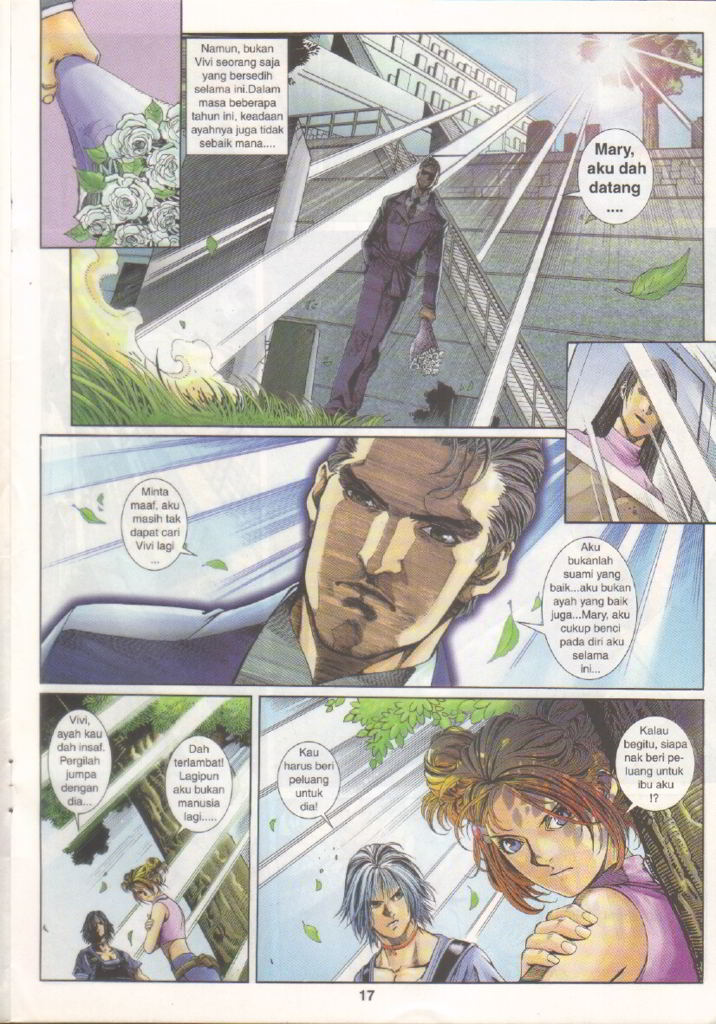 Namun, bukan
Vivi seorang saja
yang bersedih
selama ini.Dalam
masa beberapa
tahun ini, keadaan
ayahnya juga tidak
sebaik mana....
Mary,
aku dah
datang
....
Minta
maaf, aku
masih tak
dapat cari
Vivi lagi
...
Aku
bukanlah
suami yang
baik...aku bukan
ayah yang baik
juga...Mary, aku
cukup benci
pada diri aku
selama
ini...
Vivi,
ayah kau
dah insaf.
Pergilah
jumpa
dengan
dia...
Dah
terlambat!
Lagipun
aku bukan
manusia
lagi.....
Kau
harus beri
peluang
untuk
dia!
Kalau
begitu, siapa
nak beri pe-
luang untuk
ibu aku
!?
17